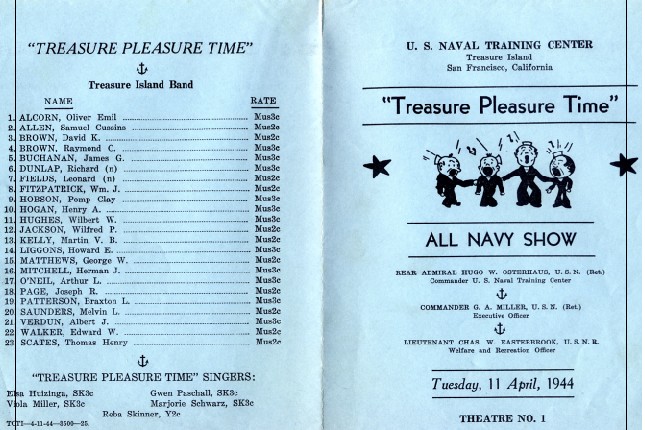 "TREASURE PLEASURE TIME"
Treasure Island Band
NAME RATE
1. ALCORN, Oliver Emil Mus3c
2. ALLEN, Samuel Cussins Mus2c
3. BROWN, David K. Mus2c
4. BROWN, Raymond C. Mus3c
5. BUCHANAN, James G. Mus3c
6. DUNLAP, Richard (n) Mus3c
7. FIELDS, Leonard (n) Mus2c
8. FITZPATRICK, Wm. J. Mus2c
9. HOBSON, Pomp Clay Mus3c
10. HOGAN, Henry A. Mus3c
11. HUGHES, Wilbert W. Mus3c
12. JACKSON, Wilfred P. Mus2c
13. KELLY, Martin V. B. Mus2c
14. LIGGONS, Howard E. Mus3c
15. MATTHEWS, George W. Mus2c
16. MITCHELL, Herman J. Mus3c
17. O'NEIL, Arthur L. Mus3c
18. PAGE, Joseph R. Mus2c
19. PATTERSON, Braxton L. Mus3c
20. SAUNDERS, Melvin L. Mus2c
21. VERDUN, Albert J. Mus3c
22. WALKER, Edward W. Mus2c
23. SCATES, Thomas Henry Mus2c
"TREASURE PLEASURE TIME" SINGERS:
Elsa Huizinga, SK3c Gwen Paschall, SK3c
Viola Miller, SK3c Marjorie Schwarz, SK3c
Skinner, Y2c
TCTI—4-11-44—3500—25.
U. S. NAVAL TRAINING CENTER
Treasure Island
San Francisco, California
"Treasure Pleasure Time"
ALL NAVY SHOW
REAR ADMIRAL HUGO W. OSTERHAUS, U. S. N. (Ret)
Commander U. S. Naval Training Center
COMMANDER G. A. MILLER, U. S. N. (Ret.)
Executive Officer
LIEUTENANT CHAS. W. EASTERBROOK, U. S. N. R.
Welfare and Recreation Officer
Tuesday, 11 April, 1944
THEATRE NO. 1